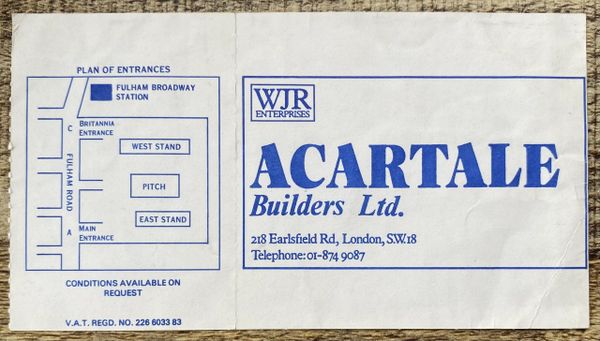 PLAN OF ENTRANCES
FULHAM BROADWAY
STATION
C
BRITANNIA
ENTRANCE
WEST STAND
FULHAM ROAD
PITCH
EAST STAND
A
MAIN
ENTRANCE
CONDITIONS AVAILABLE ON
REQUEST
V.A.T. REGD. NO. 226 6033 83
WJR
ENTERPRISES
ACARTALE
Builders Ltd.
218 Earlsfield Rd, London, S.W.18
Telephone: 01-874 9087